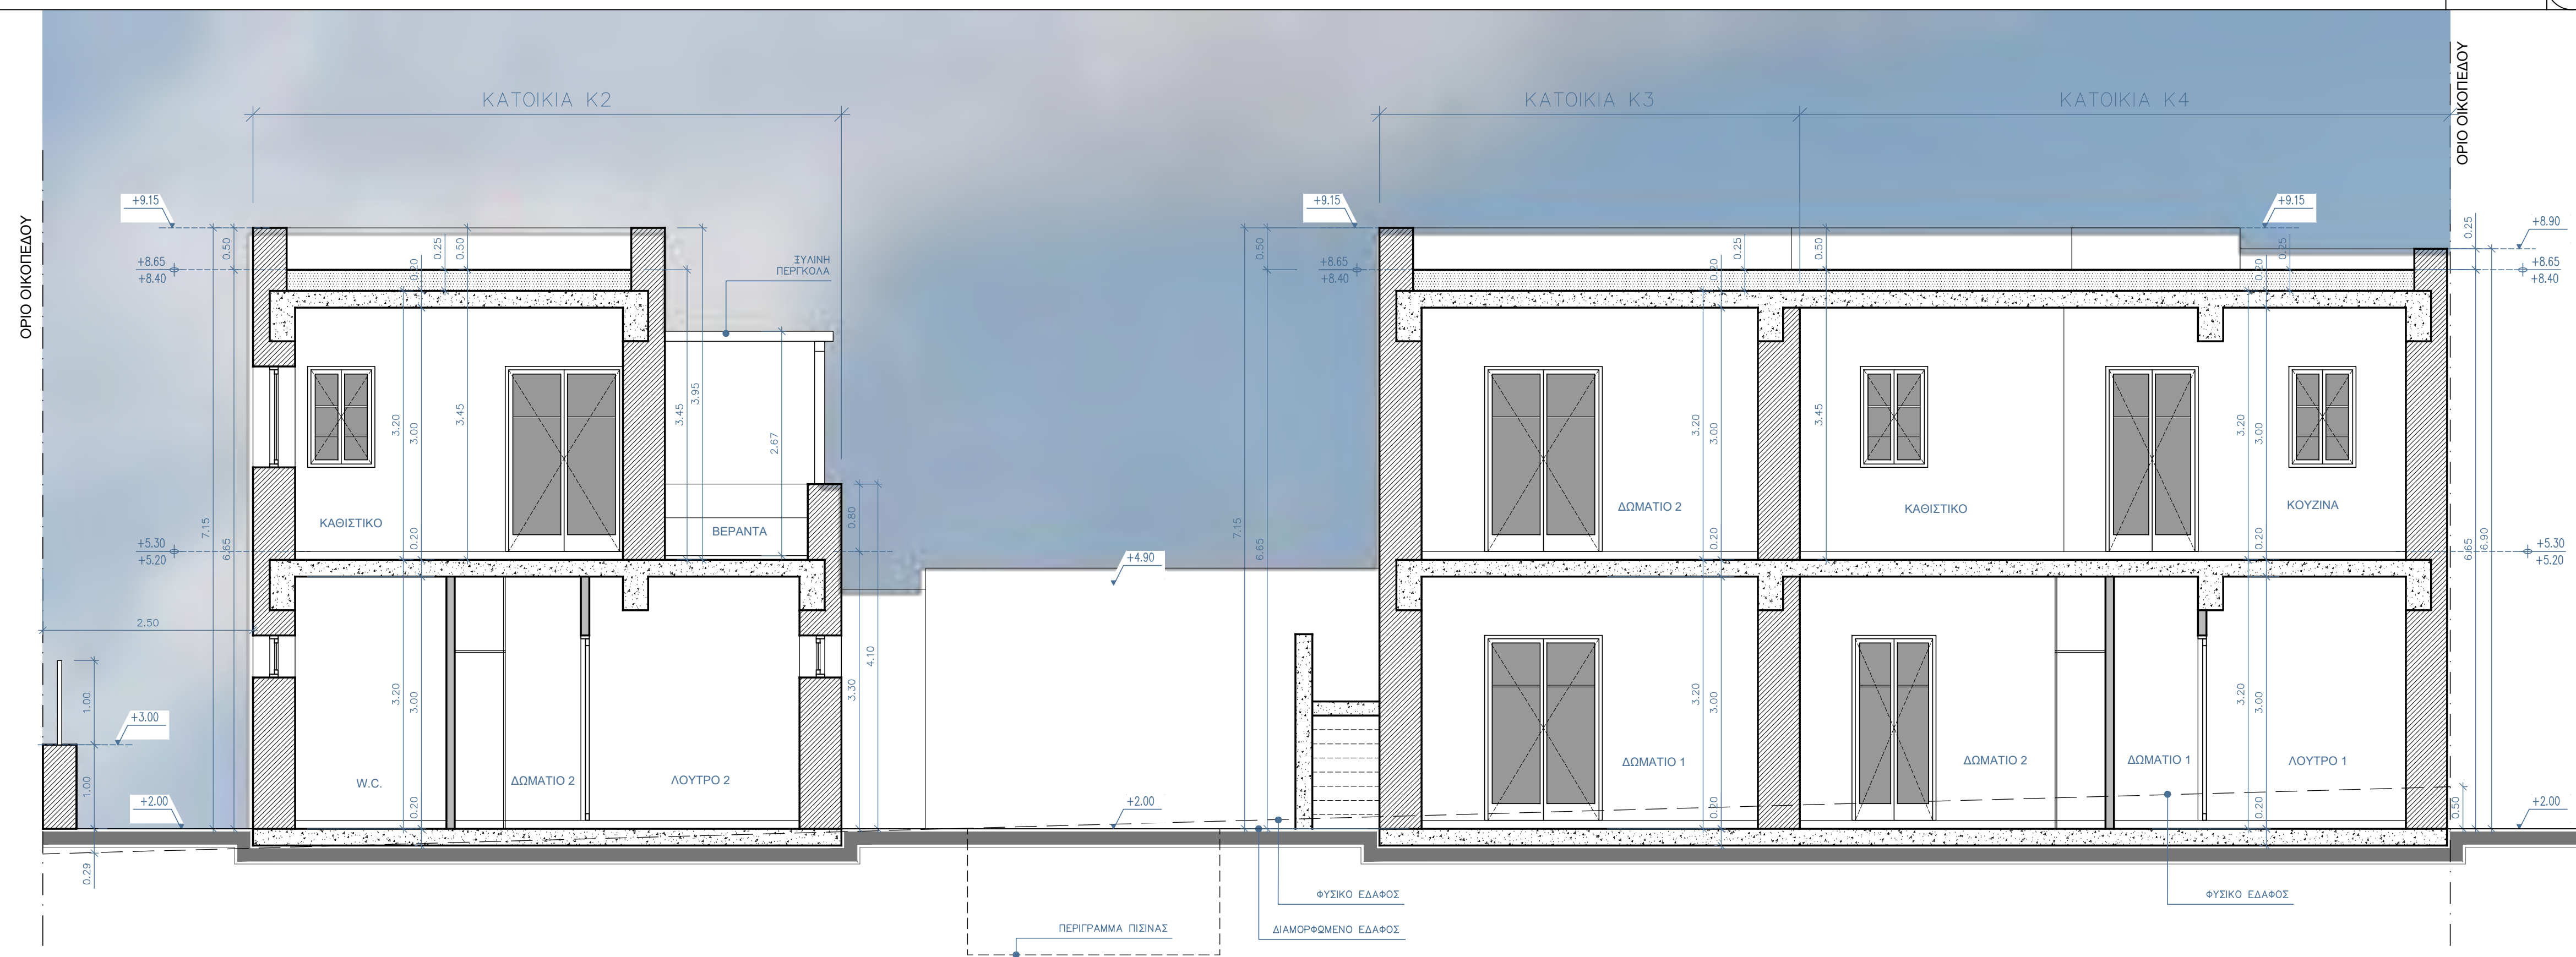 ΚΑΤΟΙΚΙΑ Κ2
ΚΑΤΟΙΚΙΑ Κ3
ΚΑΤΟΙΚΙΑ Κ4
ΟΡΙΟ ΟΙΚΟΠΕΔΟΥ
ΟΡΙΟ ΟΙΚΟΠΕΔΟΥ
+9.15
+9.15
+9.15
+8.90
+8.65
+8.40
+8.65
+8.40
+8.65
+8.40
0.50
0.25
0.50
0.20
0.50
0.20
0.25
0.50
0.20
0.25
0.25
ΞΥΛΙΝΗ
ΠΕΡΓΚΟΛΑ
7.15
6.65
3.20
3.00
3.45
3.45
3.95
2.67
7.15
6.65
3.20
3.00
3.45
3.20
3.00
6.65
6.90
ΚΑΘΙΣΤΙΚΟ
ΒΕΡΑΝΤΑ
ΔΩΜΑΤΙΟ 2
ΚΑΘΙΣΤΙΚΟ
ΚΟΥΖΙΝΑ
0.20
0.80
0.20
0.20
+5.30
+5.20
+4.90
+5.30
+5.20
2.50
1.00
+3.00
1.00
+2.00
0.29
3.20
3.00
0.20
3.30
4.10
3.20
3.00
0.20
3.20
3.00
0.20
0.50
W.C.
ΔΩΜΑΤΙΟ 2
ΛΟΥΤΡΟ 2
ΔΩΜΑΤΙΟ 1
ΔΩΜΑΤΙΟ 2
ΔΩΜΑΤΙΟ 1
ΛΟΥΤΡΟ 1
+2.00
+2.00
ΦΥΣΙΚΟ ΕΔΑΦΟΣ
ΦΥΣΙΚΟ ΕΔΑΦΟΣ
ΠΕΡΙΓΡΑΜΜΑ ΠΙΣΙΝΑΣ
ΔΙΑΜΟΡΦΩΜΕΝΟ ΕΔΑΦΟΣ